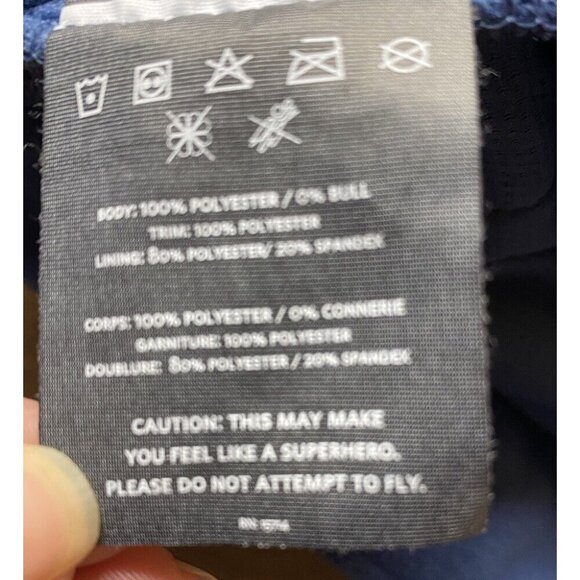 BODY: 100% POLYESTER / 0% BULL
TRIM: 100% POLYESTER
LINING: 80% POLYESTER/ 20% SPANDEX
CORPS: 100% POLYESTER / 0% CONNERIE
GARNITURE: 100% POLYESTER
DOUBLURE: 80% POLYESTER / 20% SPANDEX
CAUTION: THIS MAY MAKE
YOU FEEL LIKE A SUPERHERO.
PLEASE DO NOT ATTEMPT TO FLY.
RN